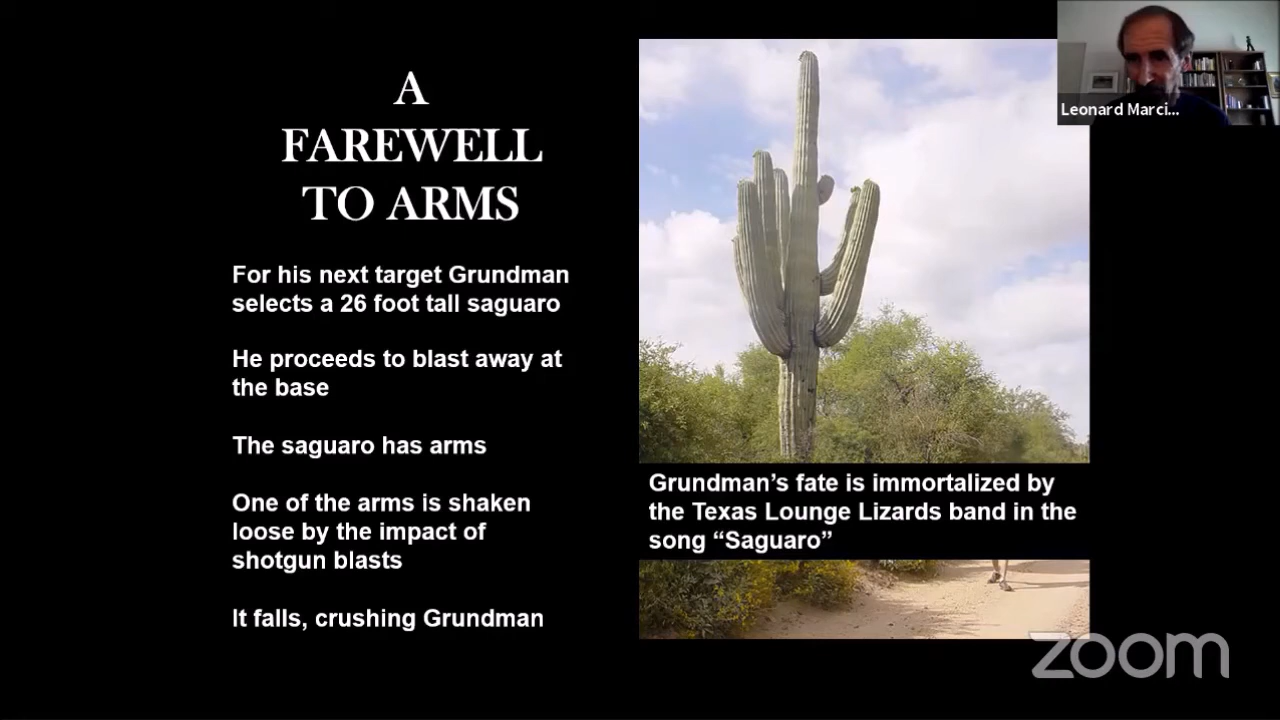 A
FAREWELL
TO ARMS
For his next target Grundman
selects a 26 foot tall saguaro
He proceeds to blast away at
the base
The saguaro has arms
One of the arms is shaken
loose by the impact of
shotgun blasts
It falls, crushing Grundman
Grundman’s fate is immortalized by
the Texas Lounge Lizards band in the
song “Saguaro”
Leonard Marci...
zoom